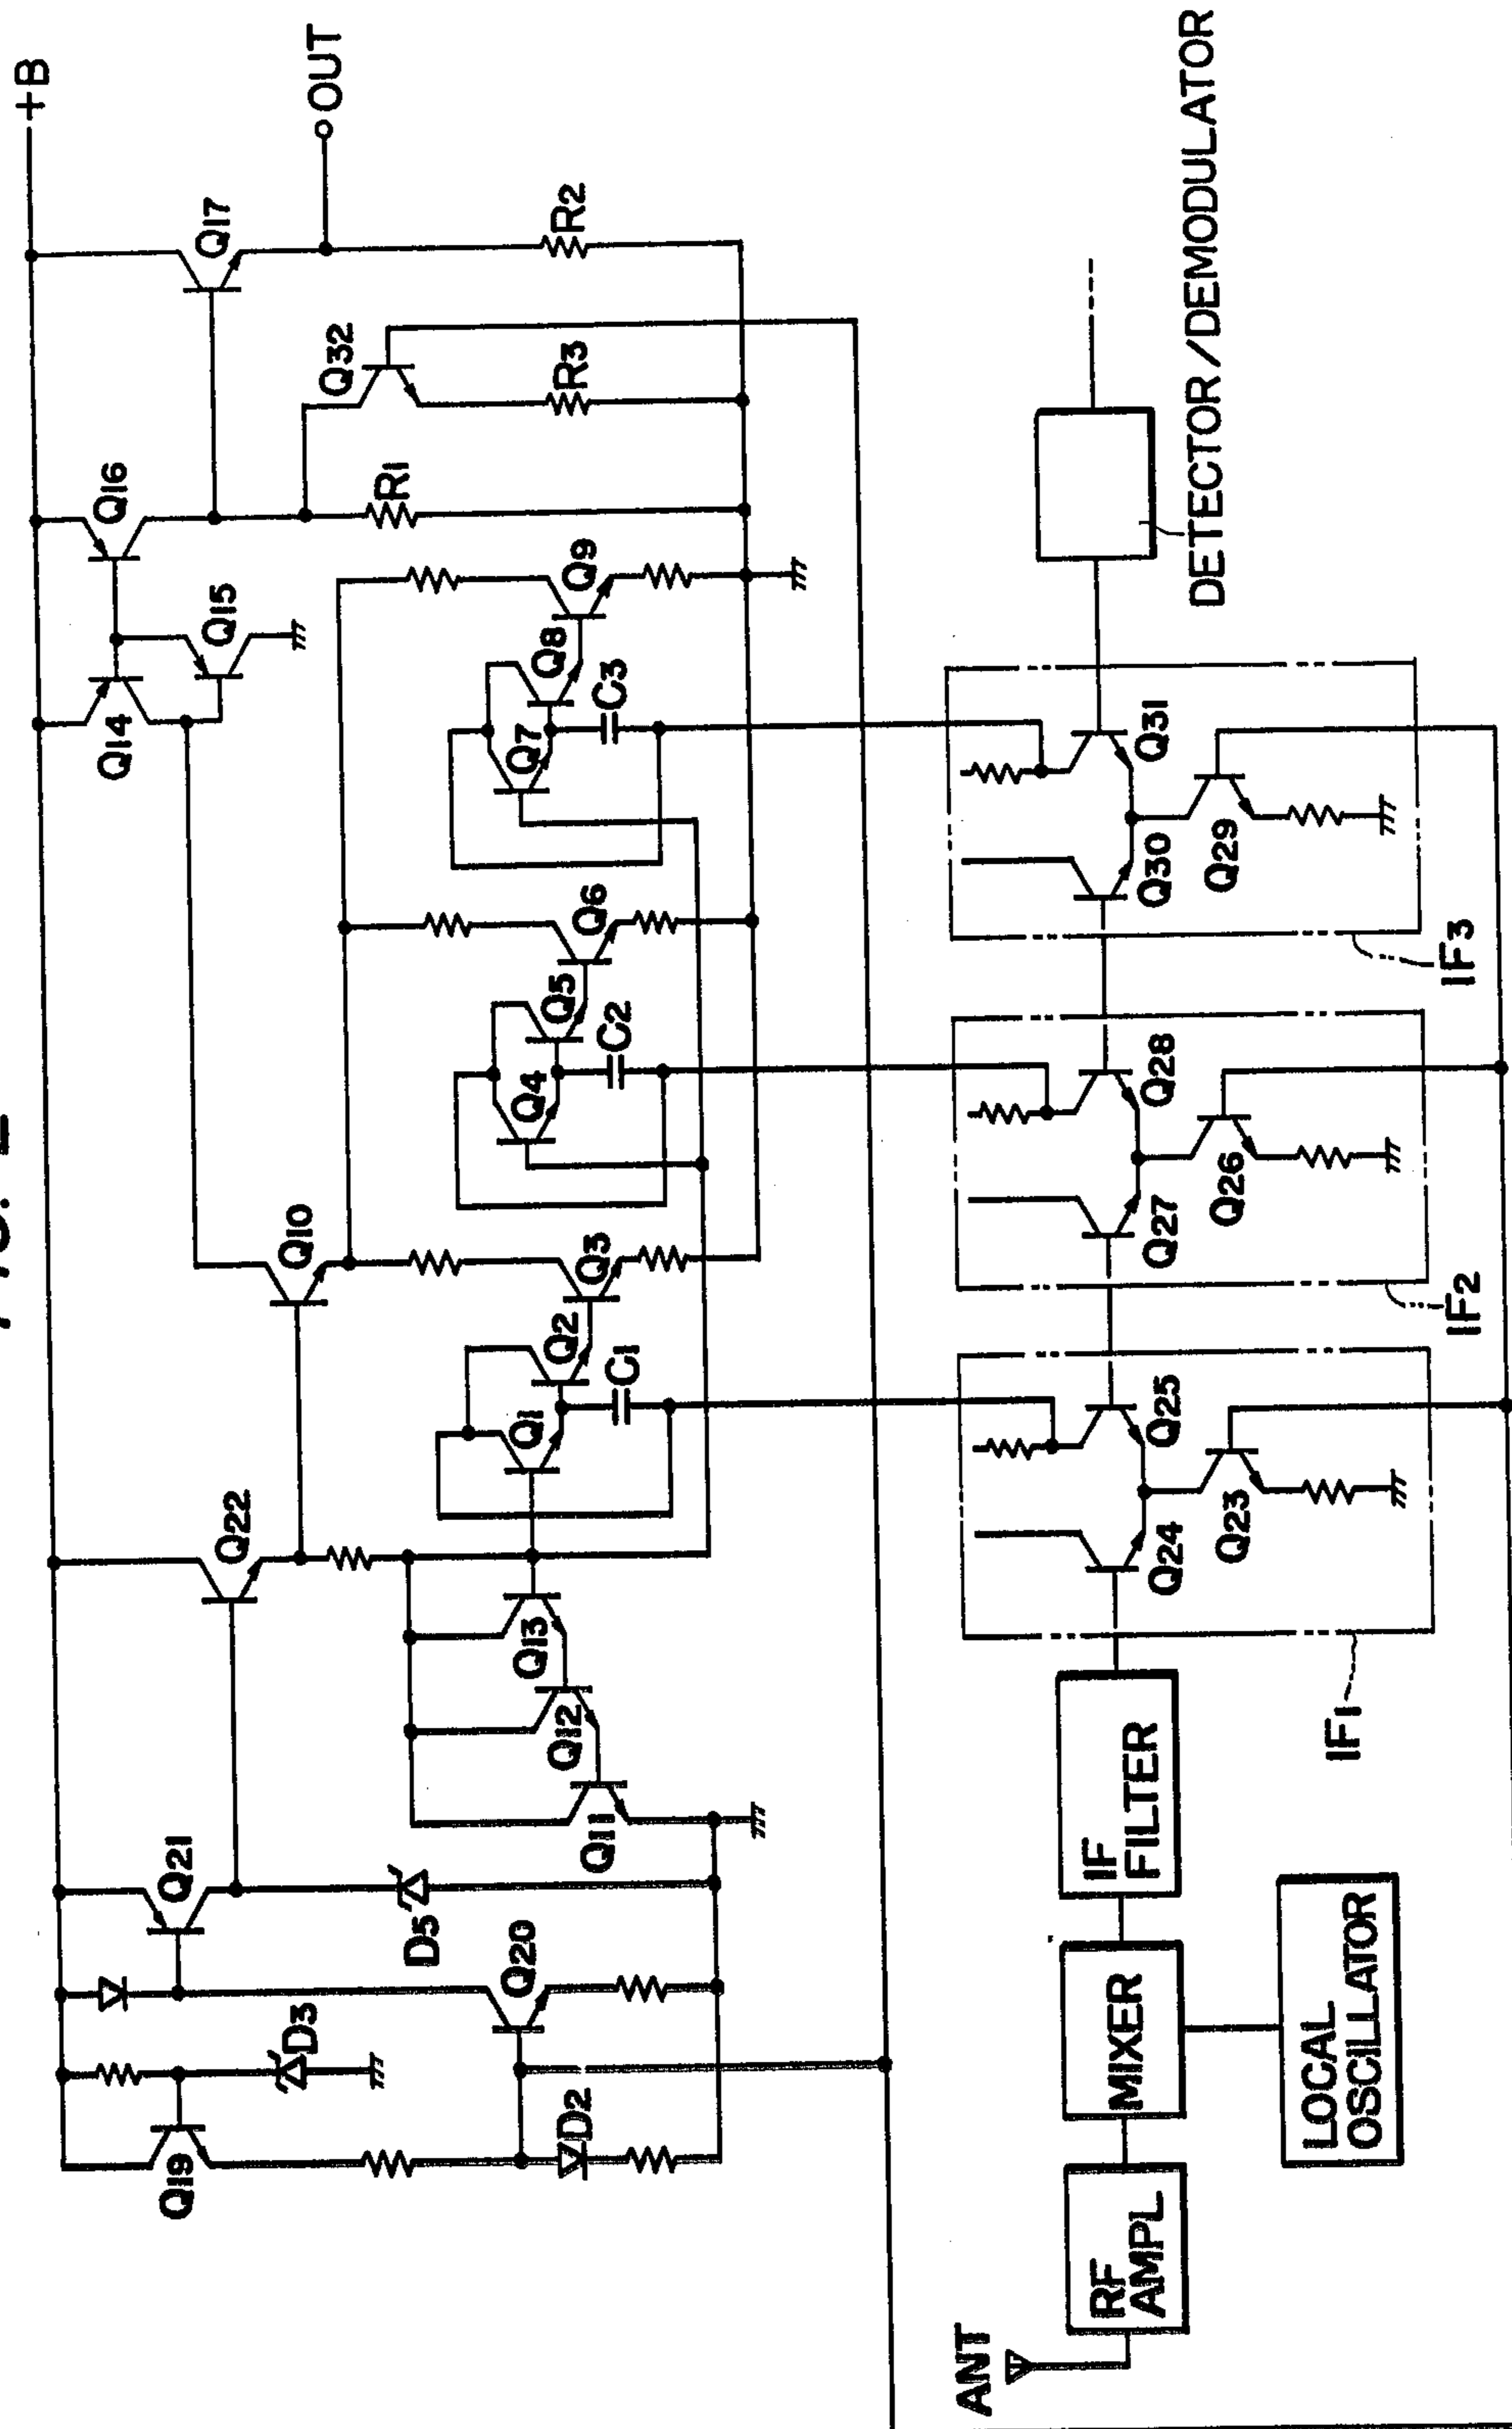 +B
OUT
Q19
D3
Q21
Q22
Q10
Q14
Q15
Q16
Q17
Q32
R1
R3
R2
D2
Q20
D5
Q11
Q12
Q13
Q1
Q2
Q3
C1
Q4
Q5
Q6
C2
Q7
Q8
Q9
C3
ANT
RF
AMPL
MIXER
LOCAL
OSCILLATOR
IF
FILTER
IF1
Q24
Q25
Q23
IF2
Q27
Q28
Q26
IF3
Q30
Q31
Q29
DETECTOR/DEMODULATOR